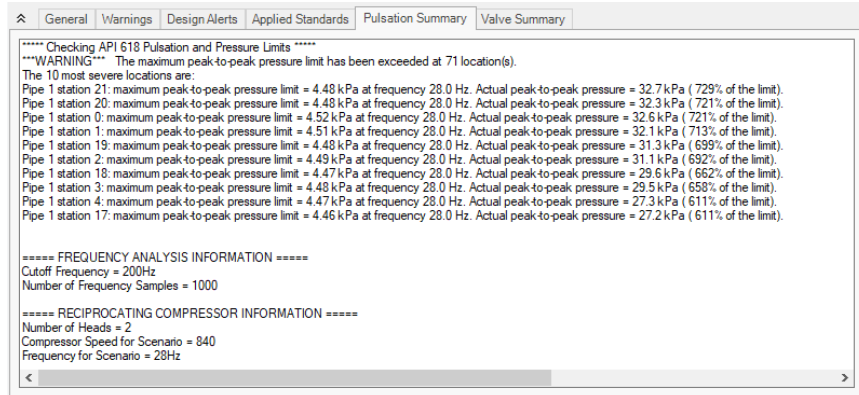 General Warnings Design Alerts Applied Standards Pulsation Summary Valve Summary
***** Checking API 618 Pulsation and Pressure Limits *****
***WARNING*** The maximum peak-to-peak pressure limit has been exceeded at 71 location(s).
The 10 most severe locations are:
Pipe 1 station 21: maximum peak-to-peak pressure limit = 4.48 kPa at frequency 28.0 Hz. Actual peak-to-peak pressure = 32.7 kPa ( 729% of the limit).
Pipe 1 station 20: maximum peak-to-peak pressure limit = 4.48 kPa at frequency 28.0 Hz. Actual peak-to-peak pressure = 32.3 kPa ( 721% of the limit).
Pipe 1 station 0: maximum peak-to-peak pressure limit = 4.52 kPa at frequency 28.0 Hz. Actual peak-to-peak pressure = 32.6 kPa ( 721% of the limit).
Pipe 1 station 1: maximum peak-to-peak pressure limit = 4.51 kPa at frequency 28.0 Hz. Actual peak-to-peak pressure = 32.1 kPa ( 713% of the limit).
Pipe 1 station 19: maximum peak-to-peak pressure limit = 4.48 kPa at frequency 28.0 Hz. Actual peak-to-peak pressure = 31.3 kPa ( 699% of the limit).
Pipe 1 station 2: maximum peak-to-peak pressure limit = 4.49 kPa at frequency 28.0 Hz. Actual peak-to-peak pressure = 31.1 kPa ( 692% of the limit).
Pipe 1 station 18: maximum peak-to-peak pressure limit = 4.47 kPa at frequency 28.0 Hz. Actual peak-to-peak pressure = 29.6 kPa ( 662% of the limit).
Pipe 1 station 3: maximum peak-to-peak pressure limit = 4.48 kPa at frequency 28.0 Hz. Actual peak-to-peak pressure = 29.5 kPa ( 658% of the limit).
Pipe 1 station 4: maximum peak-to-peak pressure limit = 4.47 kPa at frequency 28.0 Hz. Actual peak-to-peak pressure = 27.3 kPa ( 611% of the limit).
Pipe 1 station 17: maximum peak-to-peak pressure limit = 4.46 kPa at frequency 28.0 Hz. Actual peak-to-peak pressure = 27.2 kPa ( 611% of the limit).
===== FREQUENCY ANALYSIS INFORMATION =====
Cutoff Frequency = 200Hz
Number of Frequency Samples = 1000
===== RECIPROCATING COMPRESSOR INFORMATION =====
Number of Heads = 2
Compressor Speed for Scenario = 840
Frequency for Scenario = 28Hz